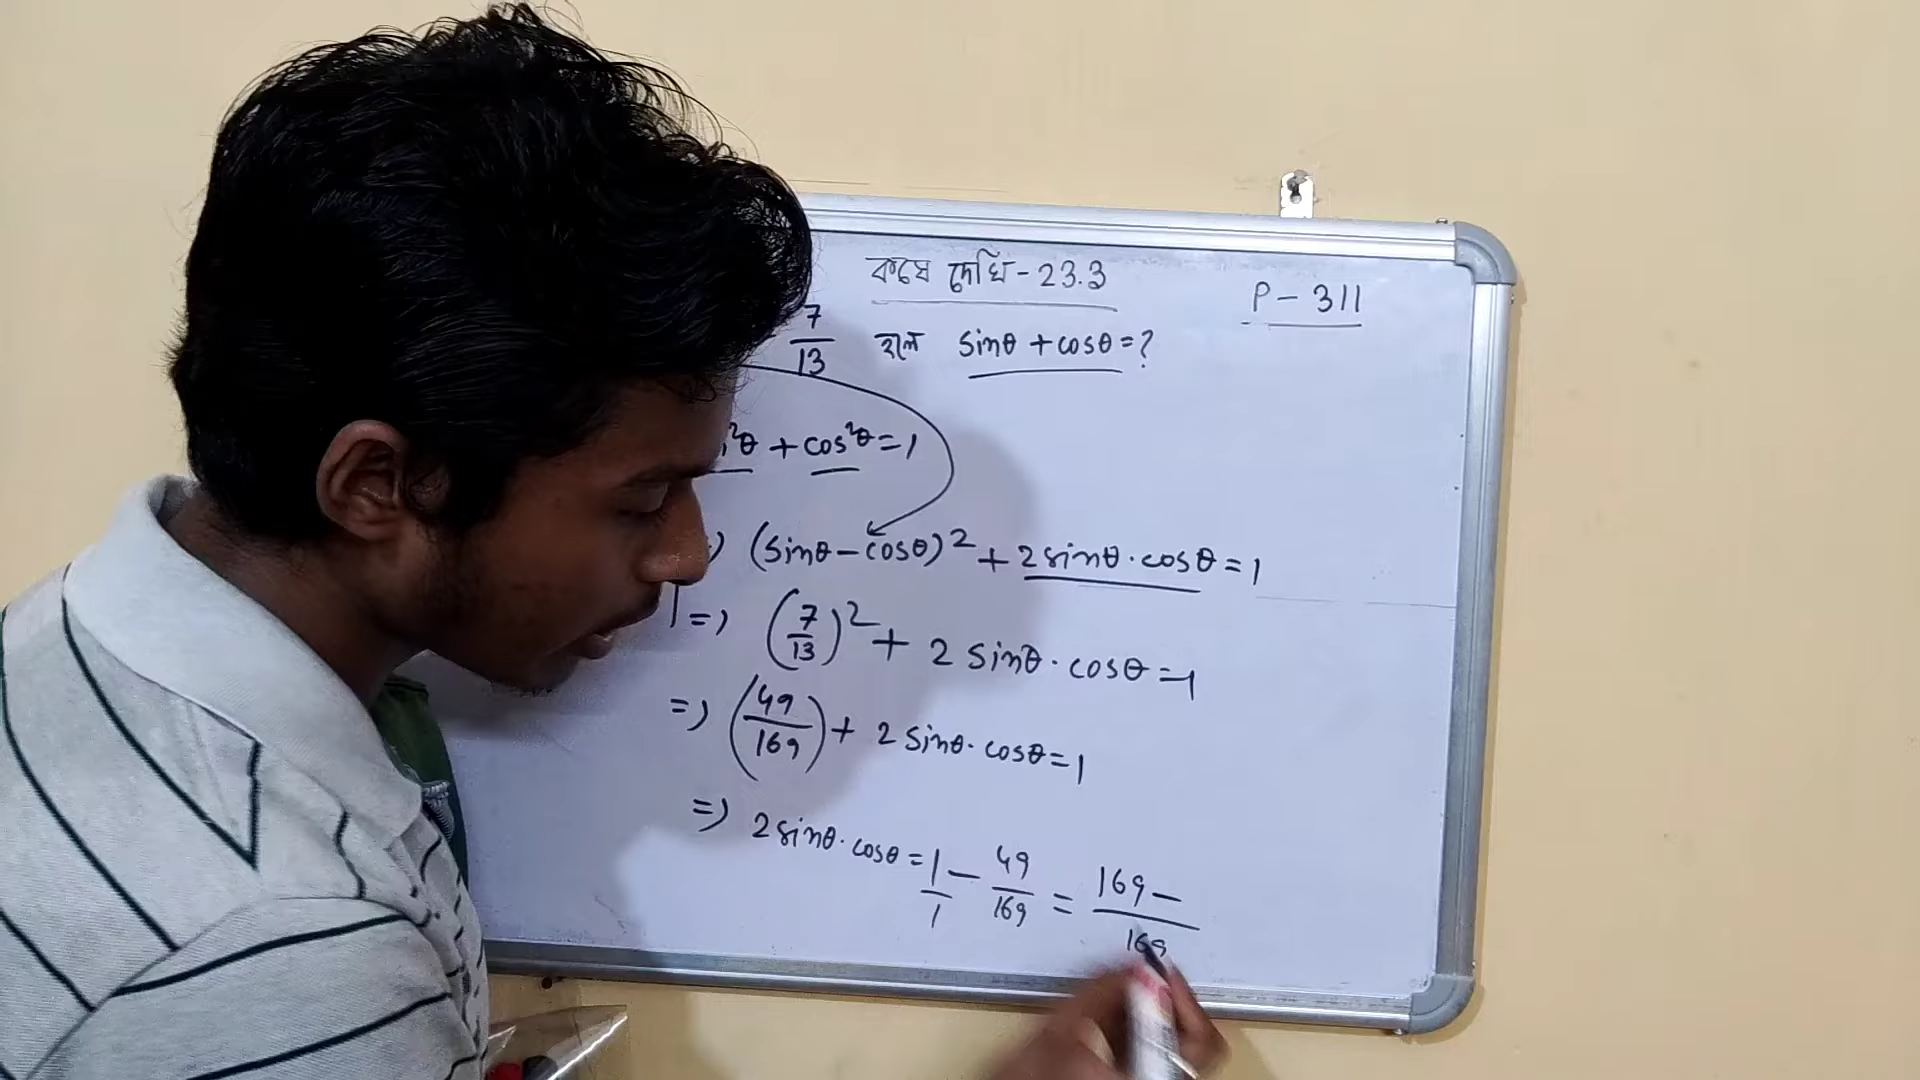 কষে দেখি - 23.3
P - 311
7/13 হলে sinθ + cosθ = ?
²θ + cos²θ = 1
(sinθ - cosθ)² + 2 sinθ · cosθ = 1
=> (7/13)² + 2 sinθ · cosθ = 1
=> (49/169) + 2 sinθ · cosθ = 1
=> 2 sinθ · cosθ = 1/1 - 49/169 = 169 - / 169